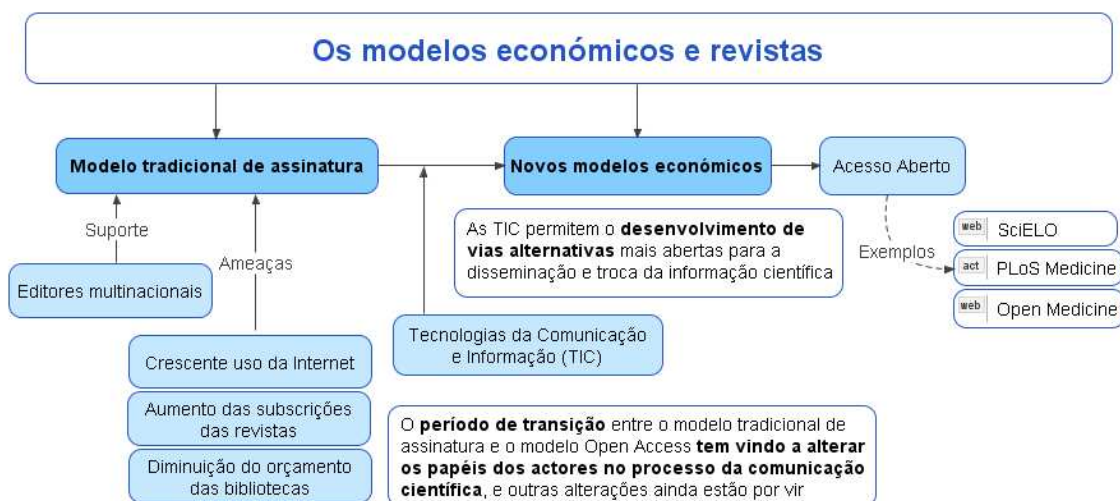 Os modelos económicos e revistas
Modelo tradicional de assinatura
Novos modelos económicos
Acesso Aberto
Suporte
Editores multinacionais
Ameaças
Crescente uso da Internet
Aumento das subscrições
das revistas
Diminuição do orçamento
das bibliotecas
As TIC permitem o desenvolvimento de
vias alternativas mais abertas para a
disseminação e troca da informação científica
Tecnologias da Comunicação
e Informação (TIC)
Exemplos
web SciELO
act PLoS Medicine
web Open Medicine
O período de transição entre o modelo tradicional de
assinatura e o modelo Open Access tem vindo a alterar
os papéis dos actores no processo da comunicação
científica, e outras alterações ainda estão por vir